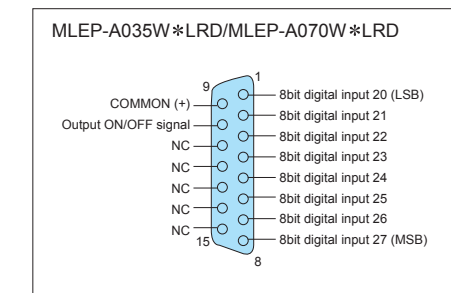 MLEP-A035W*LRD/MLEP-A070W*LRD
9
1
COMMON (+)
Output ON/OFF signal
NC
NC
NC
NC
NC
15
8bit digital input 20 (LSB)
8bit digital input 21
8bit digital input 22
8bit digital input 23
8bit digital input 24
8bit digital input 25
8bit digital input 26
8bit digital input 27 (MSB)
8